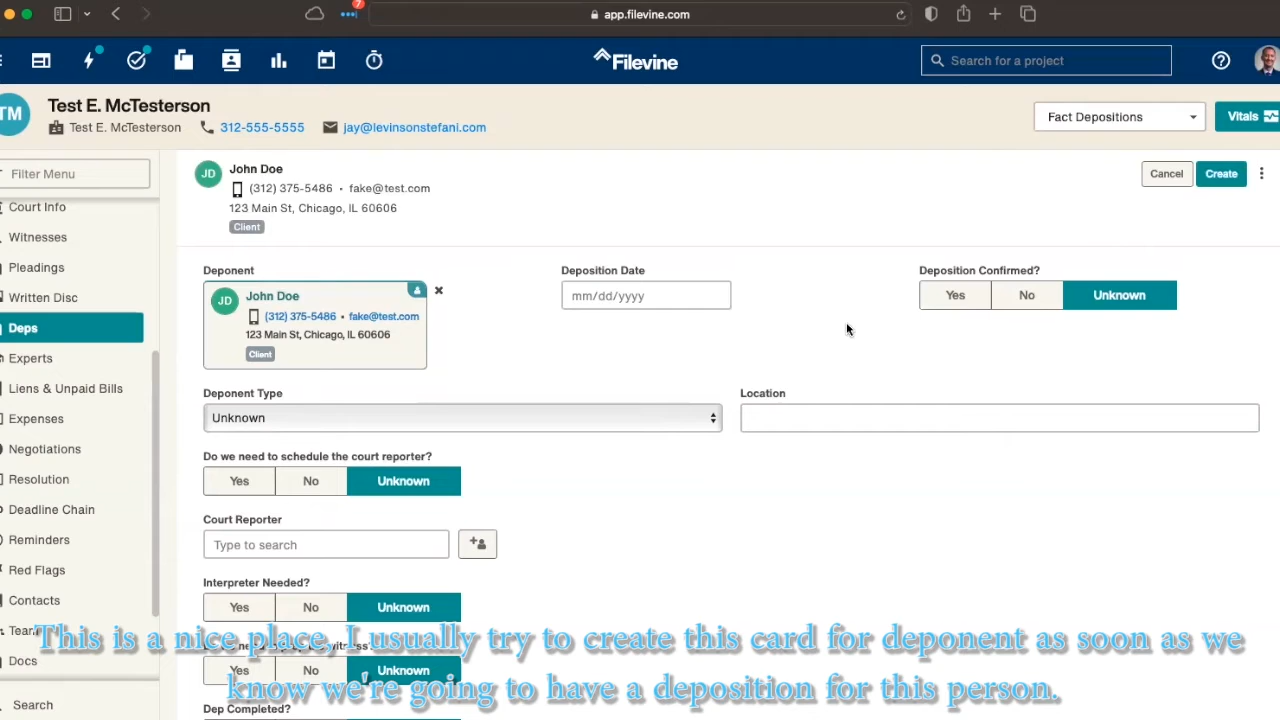 7
app.filevine.com
Filevine
Search for a project
TM
Test E. McTesterson
Test E. McTesterson 312-555-5555 jay@levinsonstefani.com
Fact Depositions
Vitals
Filter Menu
Court Info
Witnesses
Pleadings
Written Disc
Deps
Experts
Liens & Unpaid Bills
Expenses
Negotiations
Resolution
Deadline Chain
Reminders
Red Flags
Contacts
Docs
Search
JD
John Doe
(312) 375-5486 • fake@test.com
123 Main St, Chicago, IL 60606
Client
Cancel
Create
Deponent
JD
John Doe
(312) 375-5486 • fake@test.com
123 Main St, Chicago, IL 60606
Client
Deposition Date
mm/dd/yyyy
Deposition Confirmed?
Yes No Unknown
Deponent Type
Unknown
Location
Do we need to schedule the court reporter?
Yes No Unknown
Court Reporter
Type to search
Interpreter Needed?
Yes No Unknown
Yes No Unknown
Dep Completed?
This is a nice place, I usually try to create this card for deponent as soon as we
know we're going to have a deposition for this person.